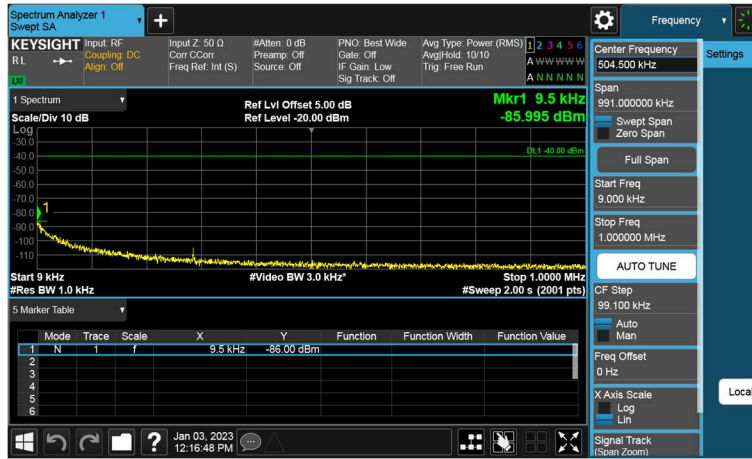 Spectrum Analyzer 1
Swept SA
Frequency
KEYSIGHT
R L
LXI
Input: RF
Coupling: DC
Align: Off
Input Z: 50 Ω
Corr CCorr
Freq Ref: Int (S)
#Atten: 0 dB
Preamp: Off
Source: Off
PNO: Best Wide
Gate: Off
IF Gain: Low
Sig Track: Off
Avg Type: Power (RMS)
Avg|Hold: 10/10
Trig: Free Run
1 2 3 4 5 6
A W W W W W
A N N N N N
1 Spectrum
Scale/Div 10 dB
Ref Lvl Offset 5.00 dB
Ref Level -20.00 dBm
Mkr1 9.5 kHz
-85.995 dBm
Log
-30.0
-40.0
-50.0
-60.0
-70.0
-80.0
-90.0
-100
-110
DL1 -40.00 dBm
1
Start 9 kHz
#Res BW 1.0 kHz
#Video BW 3.0 kHz*
Stop 1.0000 MHz
#Sweep 2.00 s (2001 pts)
5 Marker Table
Mode Trace Scale X Y Function Function Width Function Value
1 N 1 f 9.5 kHz -86.00 dBm
2
3
4
5
6
Jan 03, 2023
12:16:48 PM
Center Frequency
504.500 kHz
Settings
Span
991.000000 kHz
Swept Span
Zero Span
Full Span
Start Freq
9.000 kHz
Stop Freq
1.000000 MHz
AUTO TUNE
CF Step
99.100 kHz
Auto
Man
Freq Offset
0 Hz
X Axis Scale
Log
Lin
Local
Signal Track
(Span Zoom)